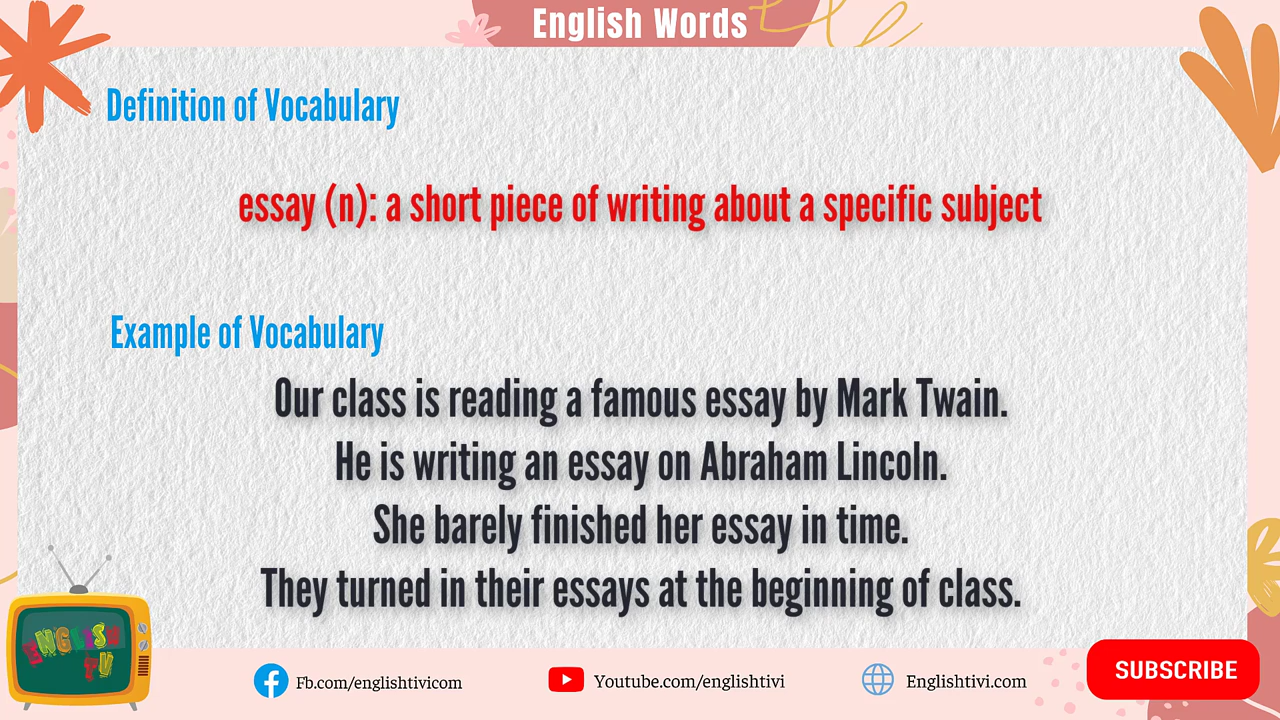 English Words
Definition of Vocabulary
essay (n): a short piece of writing about a specific subject
Example of Vocabulary
Our class is reading a famous essay by Mark Twain.
He is writing an essay on Abraham Lincoln.
She barely finished her essay in time.
They turned in their essays at the beginning of class.
ENGLISH
TV
Fb.com/englishtivicom
Youtube.com/englishtivi
Englishtivi.com
SUBSCRIBE